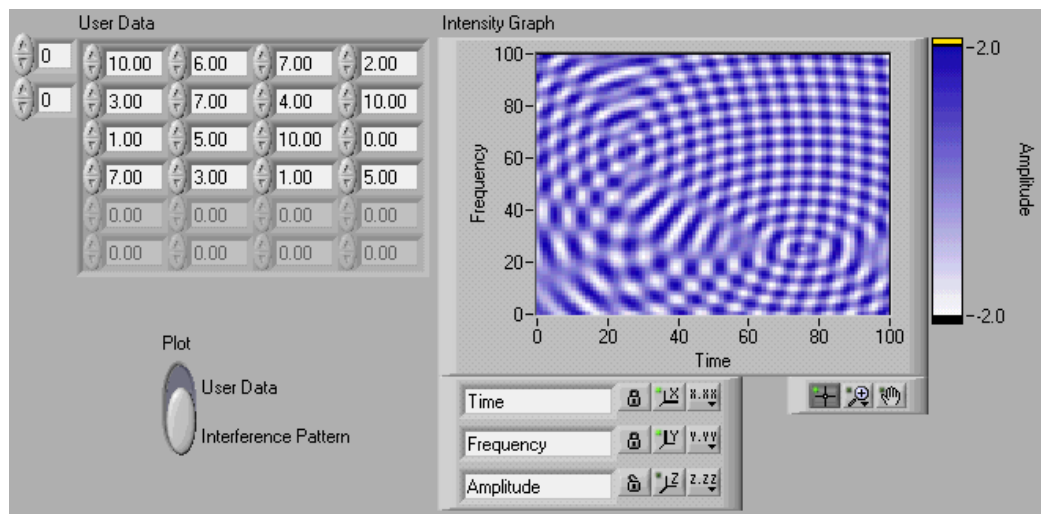 User Data
0
0
10.00 6.00 7.00 2.00
3.00 7.00 4.00 10.00
1.00 5.00 10.00 0.00
7.00 3.00 1.00 5.00
0.00 0.00 0.00 0.00
0.00 0.00 0.00 0.00
Plot
User Data
Interference Pattern
Intensity Graph
100
80
60
40
20
0
Frequency
0 20 40 60 80 100
Time
2.0
-2.0
Amplitude
Time X X.XX
Frequency Y Y.YY
Amplitude Z Z.ZZ